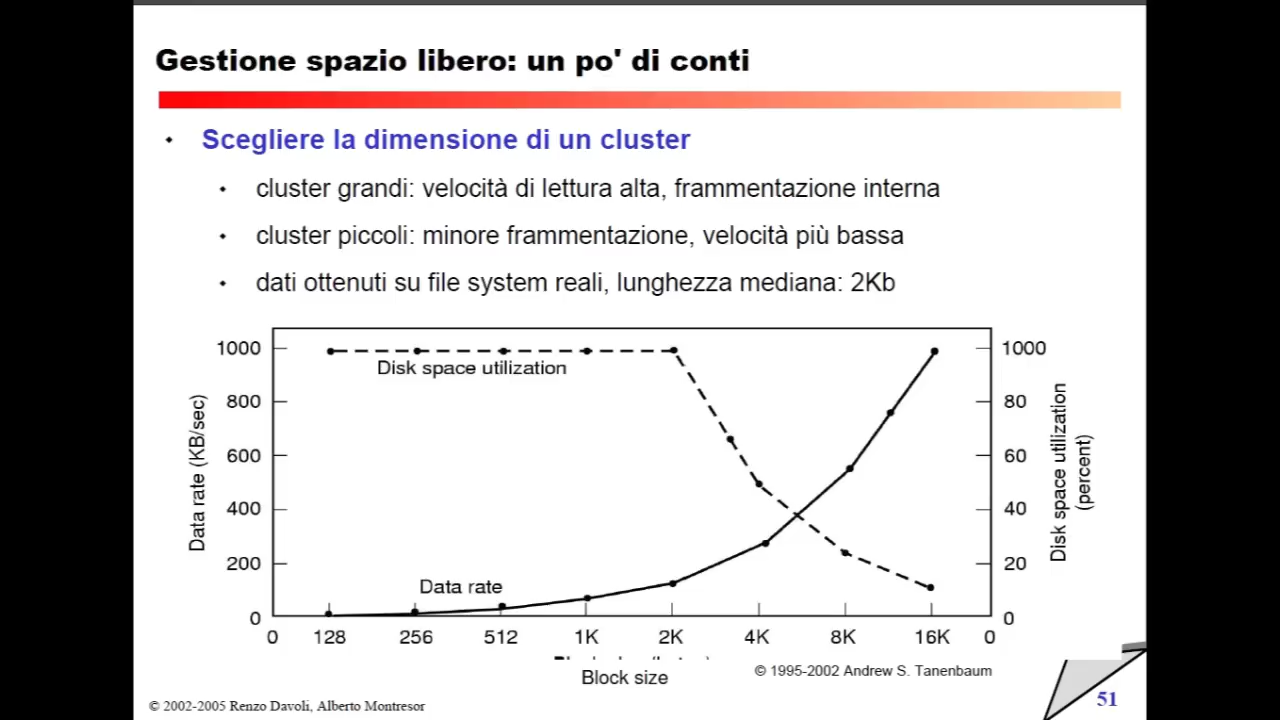 Gestione spazio libero: un po' di conti
Scegliere la dimensione di un cluster
cluster grandi: velocità di lettura alta, frammentazione interna
cluster piccoli: minore frammentazione, velocità più bassa
dati ottenuti su file system reali, lunghezza mediana: 2Kb
1000
800
600
400
200
0
Data rate (KB/sec)
Disk space utilization
Data rate
1000
80
60
40
20
0
Disk space utilization
(percent)
0 128 256 512 1K 2K 4K 8K 16K 0
Block size
© 1995-2002 Andrew S. Tanenbaum
© 2002-2005 Renzo Davoli, Alberto Montresor
51